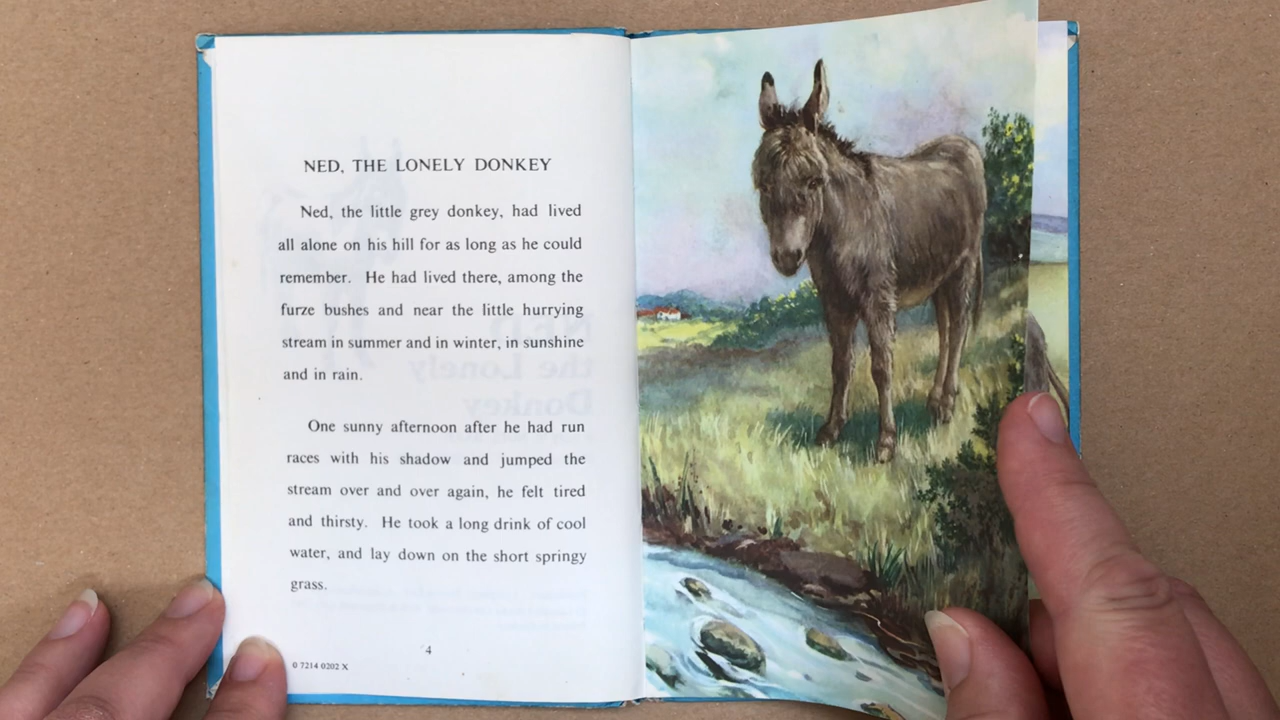 NED, THE LONELY DONKEY
Ned, the little grey donkey, had lived
all alone on his hill for as long as he could
remember. He had lived there, among the
furze bushes and near the little hurrying
stream in summer and in winter, in sunshine
and in rain.
One sunny afternoon after he had run
races with his shadow and jumped the
stream over and over again, he felt tired
and thirsty. He took a long drink of cool
water, and lay down on the short springy
grass.
4
0 7214 0202 X
NED
the Lonely
Donkey